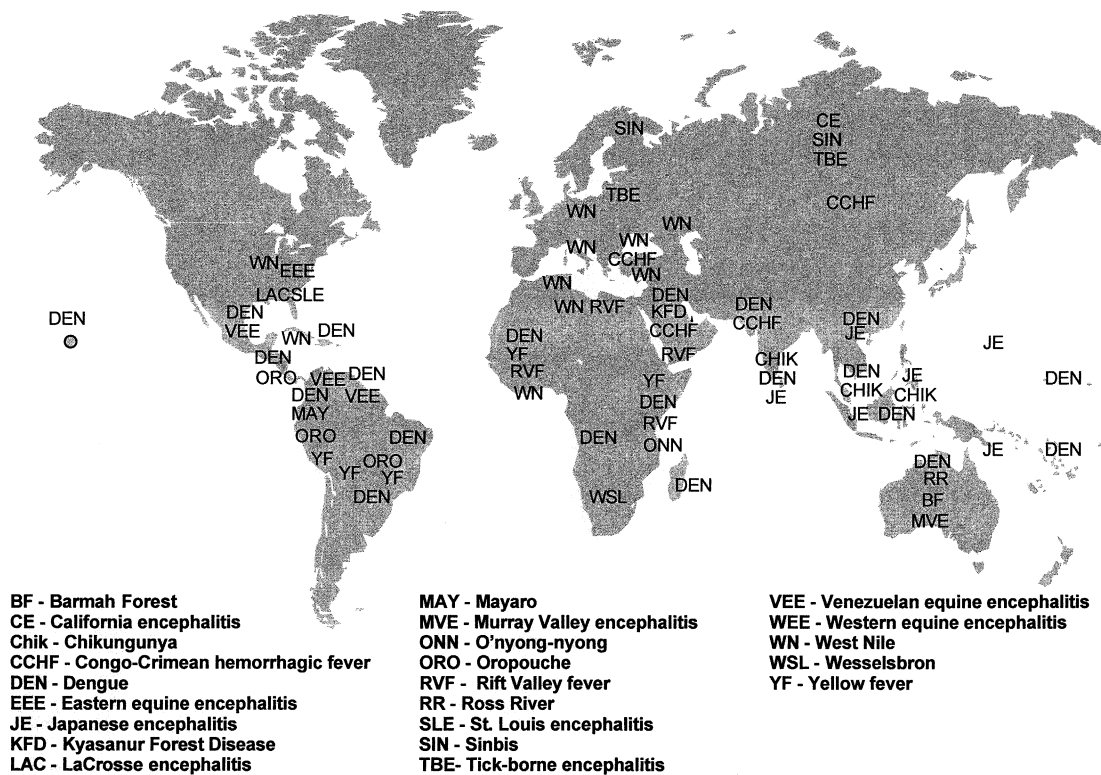 CE
SIN
SIN
TBE
TBE
CCHF
WN
WN
WN
WN
CCHF
WN
WN
EEE
WN
LACSLE
DEN
KFD
CCHF
DEN
CCHF
WN RVF
DEN
VEE
DEN
WN
DEN
DEN
YF
RVF
WN
RVF
DEN
JE
JE
CHIK
DEN
JE
DEN
CHIK
JE
CHIK
JE DEN
DEN
DEN
ORO
VEE
DEN
VEE
DEN
MAY
ORO
DEN
YF
YF
ORO
YF
DEN
YF
DEN
RVF
ONN
DEN
WSL
DEN
JE
DEN
DEN
RR
BF
MVE
BF - Barmah Forest
CE - California encephalitis
Chik - Chikungunya
CCHF - Congo-Crimean hemorrhagic fever
DEN - Dengue
EEE - Eastern equine encephalitis
JE - Japanese encephalitis
KFD - Kyasanur Forest Disease
LAC - LaCrosse encephalitis
MAY - Mayaro
MVE - Murray Valley encephalitis
ONN - O'nyong-nyong
ORO - Oropouche
RVF - Rift Valley fever
RR - Ross River
SLE - St. Louis encephalitis
SIN - Sinbis
TBE- Tick-borne encephalitis
VEE - Venezuelan equine encephalitis
WEE - Western equine encephalitis
WN - West Nile
WSL - Wesselsbron
YF - Yellow fever